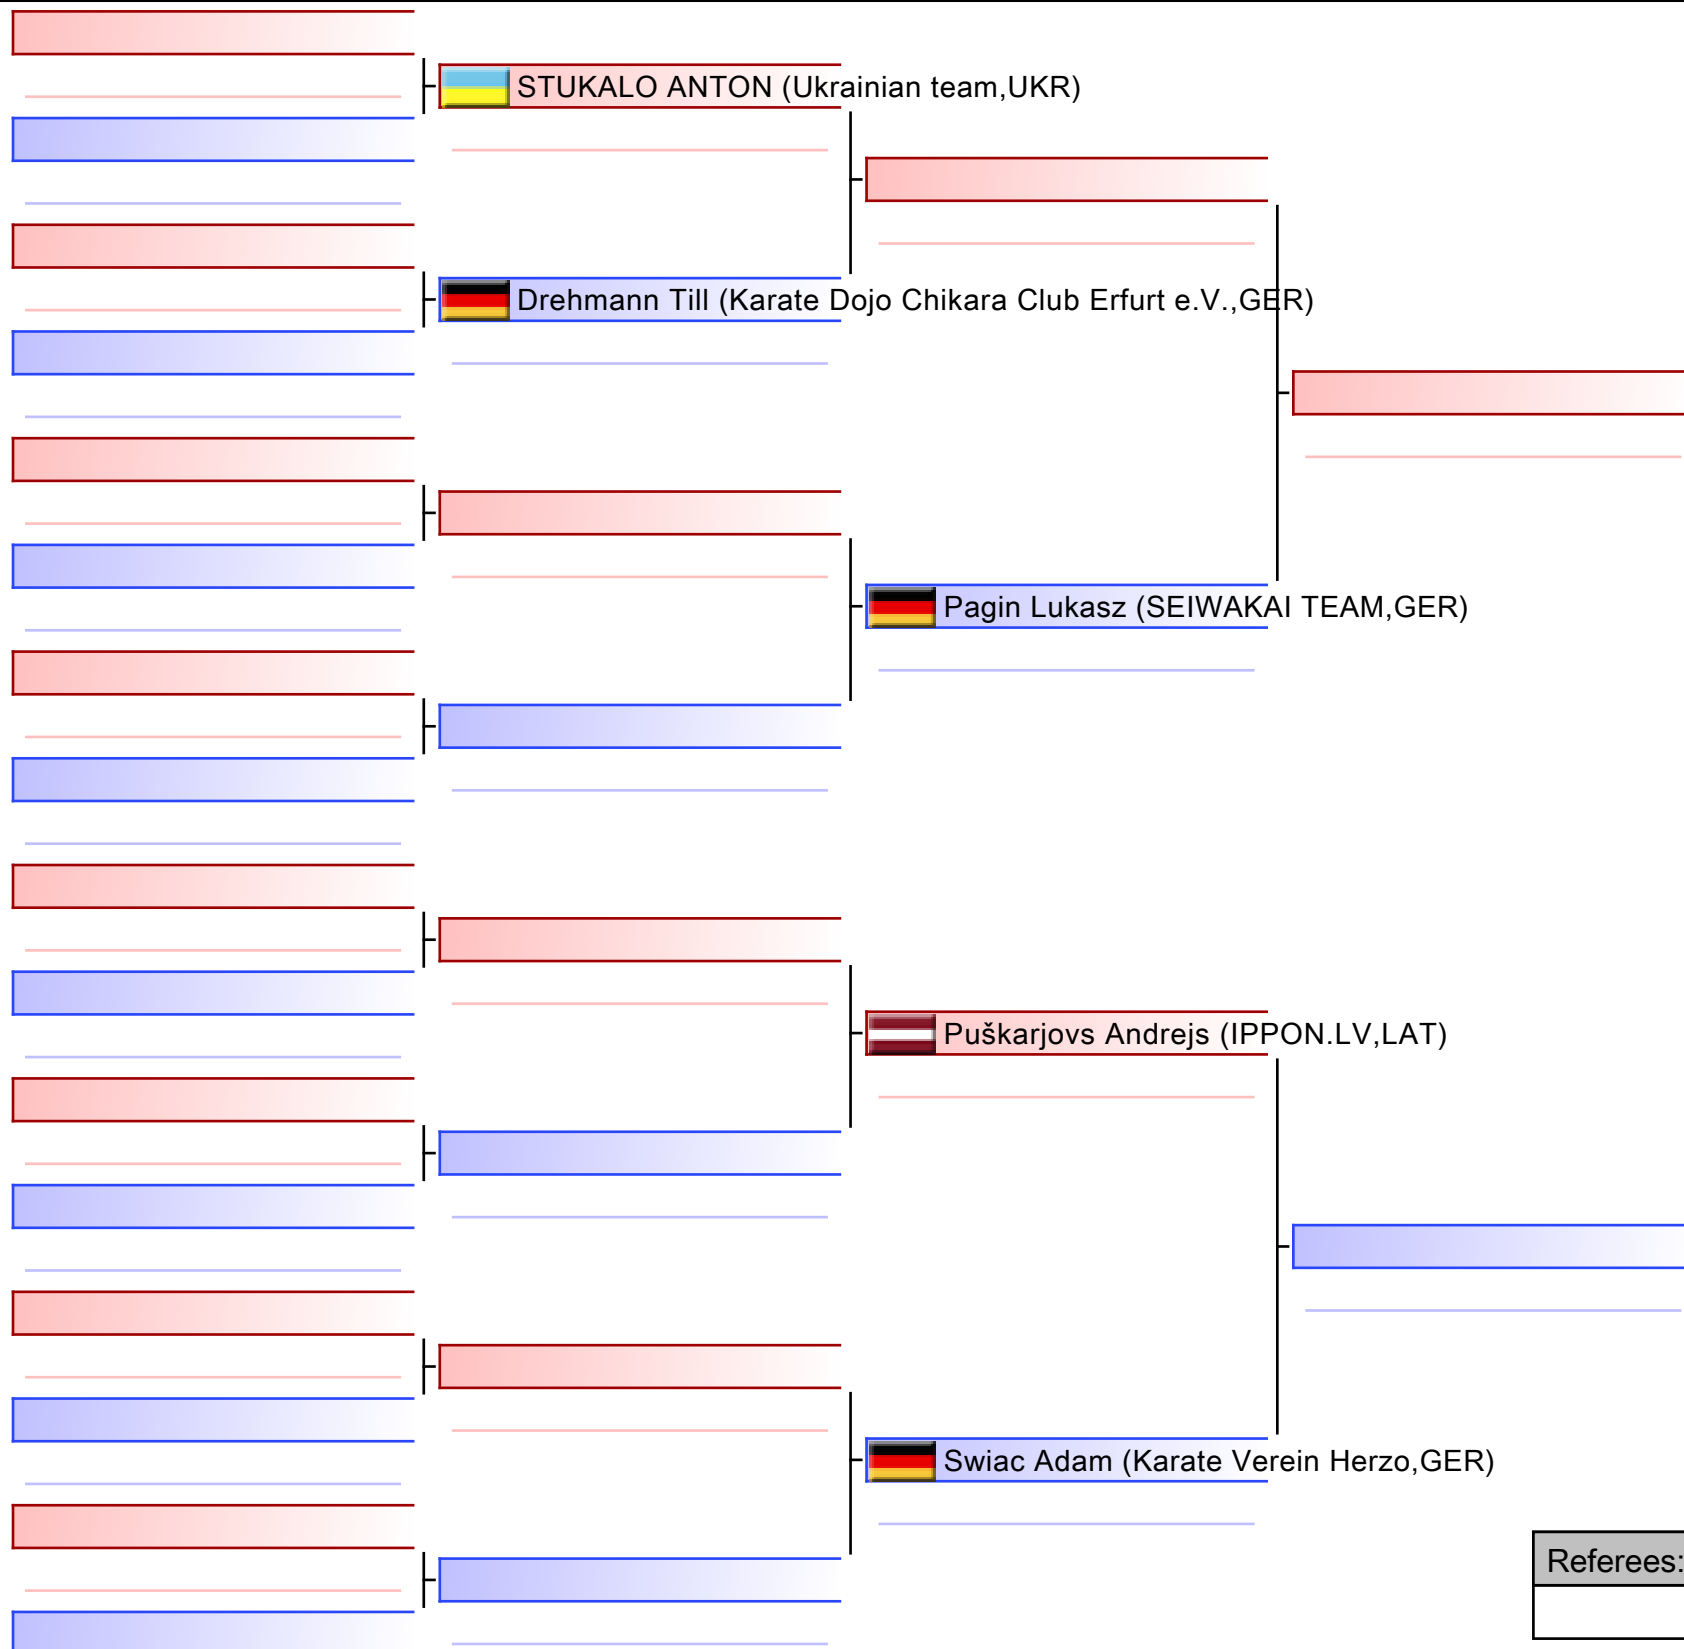 STUKALO ANTON (Ukrainian team,UKR)
Drehmann Till (Karate Dojo Chikara Club Erfurt e.V.,GER)
Pagin Lukasz (SEIWAKAI TEAM,GER)
Puškarjovs Andrejs (IPPON.LV,LAT)
Swiac Adam (Karate Verein Herzo,GER)
Referees: